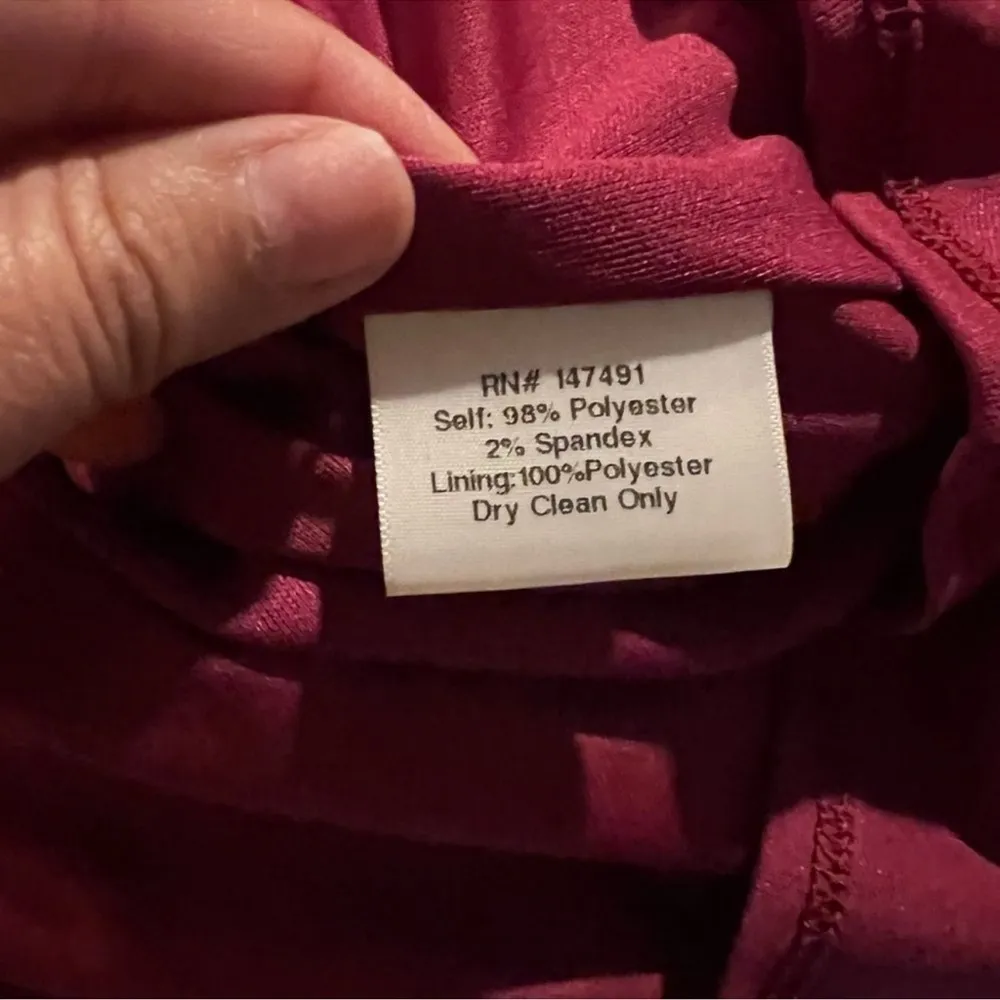 RN# 147491
Self: 98% Polyester
2% Spandex
Lining:100%Polyester
Dry Clean Only